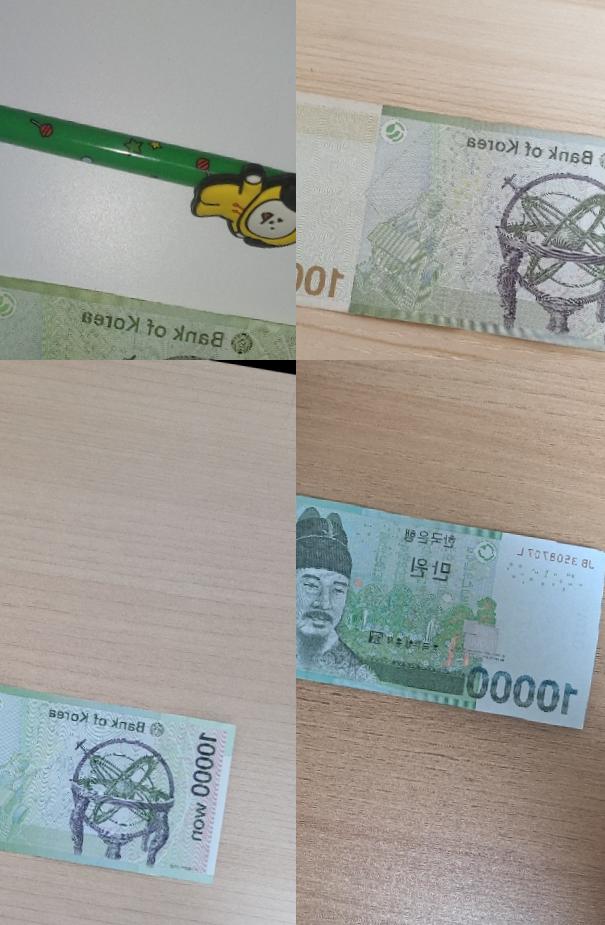 Bank of Korea
Bank of Korea
100
Bank of Korea
10000 won
한국은행
만원
JB 3508707 L
10000